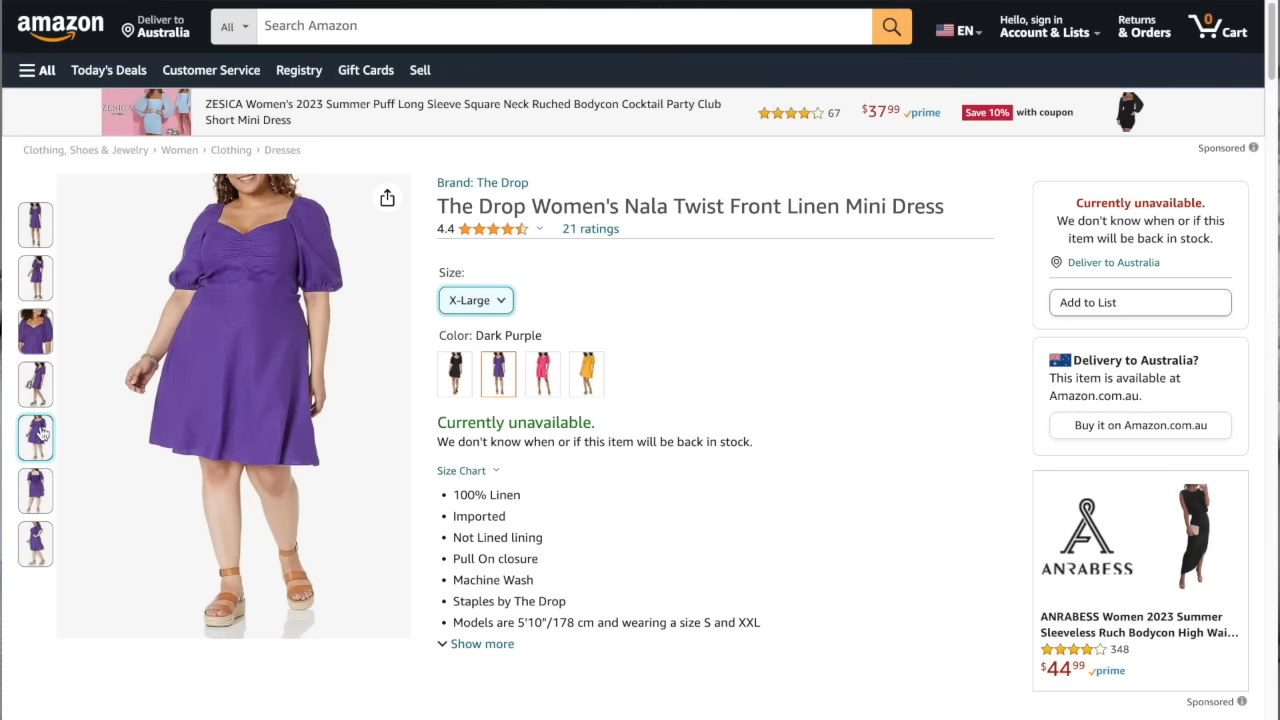 amazon
Deliver to
Australia
All
Search Amazon
EN
Hello, sign in
Account & Lists
Returns
& Orders
0
Cart
All
Today's Deals
Customer Service
Registry
Gift Cards
Sell
ZESICA
ZESICA Women's 2023 Summer Puff Long Sleeve Square Neck Ruched Bodycon Cocktail Party Club
Short Mini Dress
67
$37 99
prime
Save 10% with coupon
Clothing, Shoes & Jewelry › Women › Clothing › Dresses
Sponsored
Brand: The Drop
The Drop Women's Nala Twist Front Linen Mini Dress
4.4
21 ratings
Size:
X-Large
Color: Dark Purple
Currently unavailable.
We don't know when or if this item will be back in stock.
Size Chart
• 100% Linen
• Imported
• Not Lined lining
• Pull On closure
• Machine Wash
• Staples by The Drop
• Models are 5'10"/178 cm and wearing a size S and XXL
Show more
Currently unavailable.
We don't know when or if this
item will be back in stock.
Deliver to Australia
Add to List
Delivery to Australia?
This item is available at
Amazon.com.au.
Buy it on Amazon.com.au
ANRABESS
ANRABESS Women 2023 Summer
Sleeveless Ruch Bodycon High Wai...
348
$44 99
prime
Sponsored